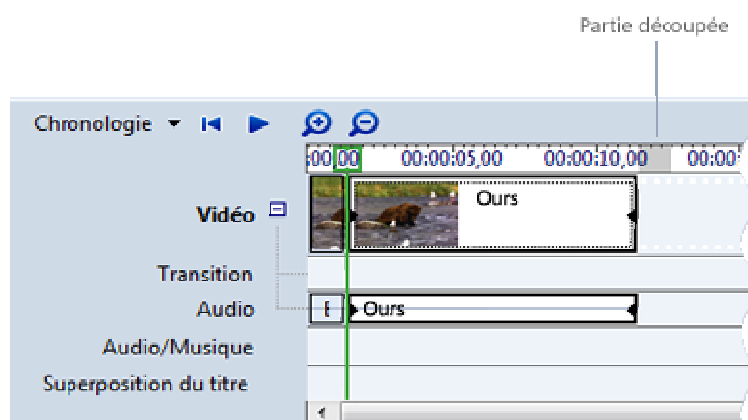 Partie découpée
Chronologie
:00,00 00:00:05,00 00:00:10,00 00:00:
Ours
Vidéo
Transition
Audio Ours
Audio/Musique
Superposition du titre